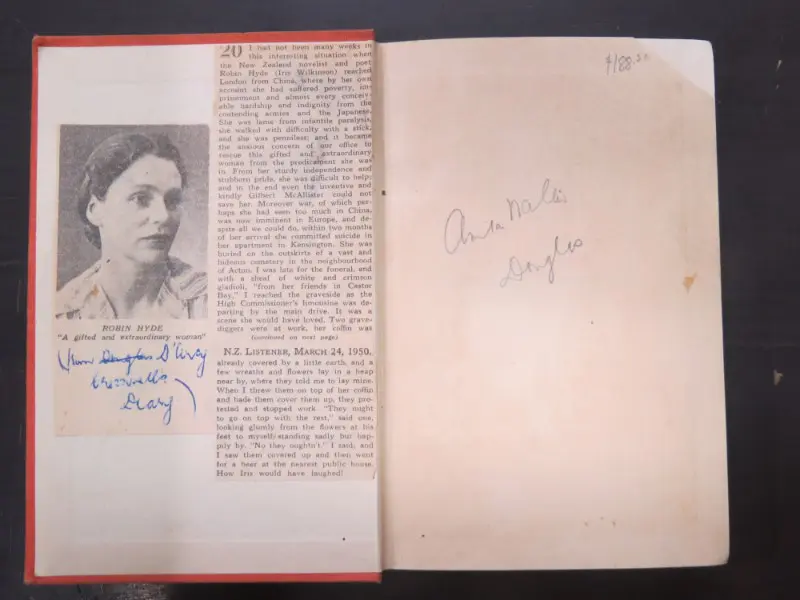 20 I had not been many weeks in
this interesting situation when
the New Zealand novelist and poet
Robin Hyde (Iris Wilkinson) reached
London from China, where by her own
account she had suffered poverty, im-
prisonment and almost every conceiv-
able hardship and indignity from the
contending armies and the Japanese.
She was lame from infantile paralysis,
she walked with difficulty with a stick,
and she was penniless; and it became
the anxious concern of our office to
rescue this gifted and extraordinary
woman from the predicament she was
in. From her sturdy independence and
stubborn pride, she was difficult to help;
and in the end even the inventive and
kindly Gilbert McAllister could not
save her. Moreover war, of which per-
haps she had seen too much in China,
was now imminent in Europe, and de-
spite all we could do, within two months
of her arrival she committed suicide in
her apartment in Kensington. She was
buried on the outskirts of a vast and
hideous cemetery in the neighbourhood
of Acton. I was late for the funeral, and
with a sheaf of white and crimson
gladioli, "from her friends in Castor
Bay," I reached the graveside as the
High Commissioner's limousine was de-
parting by the main drive. It was a
scene she would have loved. Two grave-
diggers were at work, her coffin was
(continued on next page)
N.Z. LISTENER, MARCH 24, 1950.
already covered by a little earth, and a
few wreaths and flowers lay in a heap
near by, where they told me to lay mine.
When I threw them on top of her coffin
and bade them cover them up, they pro-
tested and stopped work. "They ought
to go on top with the rest," said one,
looking glumly from the flowers at his
feet to myself standing sadly but hap-
pily by. "No they oughtn't," I said; and
I saw them covered up and then went
for a beer at the nearest public house.
How Iris would have laughed!
ROBIN HYDE
"A gifted and extraordinary woman"
D'Arcy
Cresswell's
Diary)
Douglas